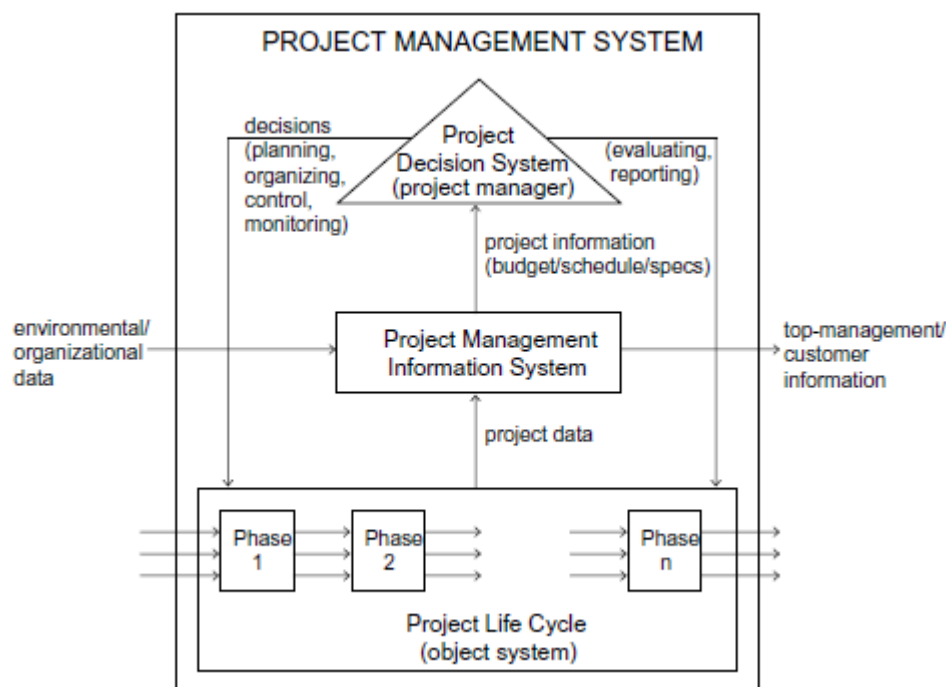 PROJECT MANAGEMENT SYSTEM
decisions
(planning,
organizing,
control,
monitoring)
Project
Decision System
(project manager)
(evaluating,
reporting)
project information
(budget/schedule/specs)
environmental/
organizational
data
Project Management
Information System
top-management/
customer
information
project data
Phase
1
Phase
2
Phase
n
Project Life Cycle
(object system)